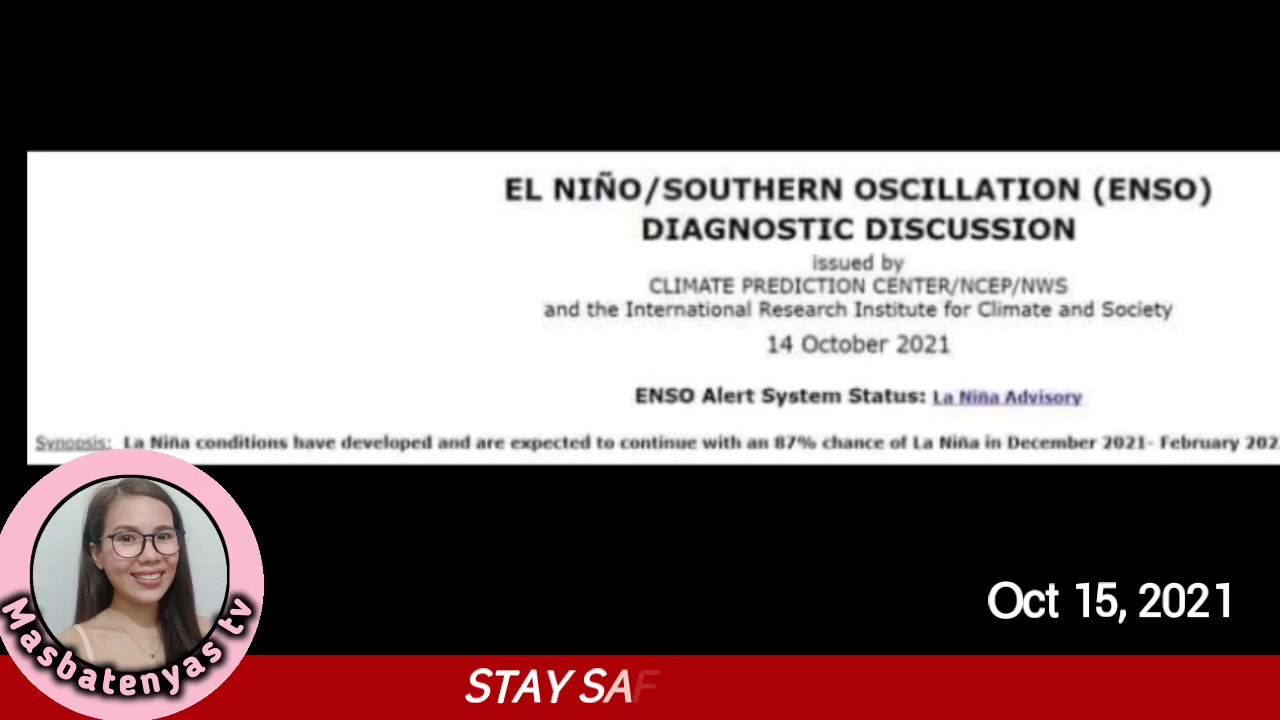 EL NIÑO/SOUTHERN OSCILLATION (ENSO)
DIAGNOSTIC DISCUSSION
issued by
CLIMATE PREDICTION CENTER/NCEP/NWS
and the International Research Institute for Climate and Society
14 October 2021
ENSO Alert System Status: La Niña Advisory
Synopsis: La Niña conditions have developed and are expected to continue with an 87% chance of La Niña in December 2021- February 202
Masbatenyas tv
Oct 15, 2021
STAY SAF